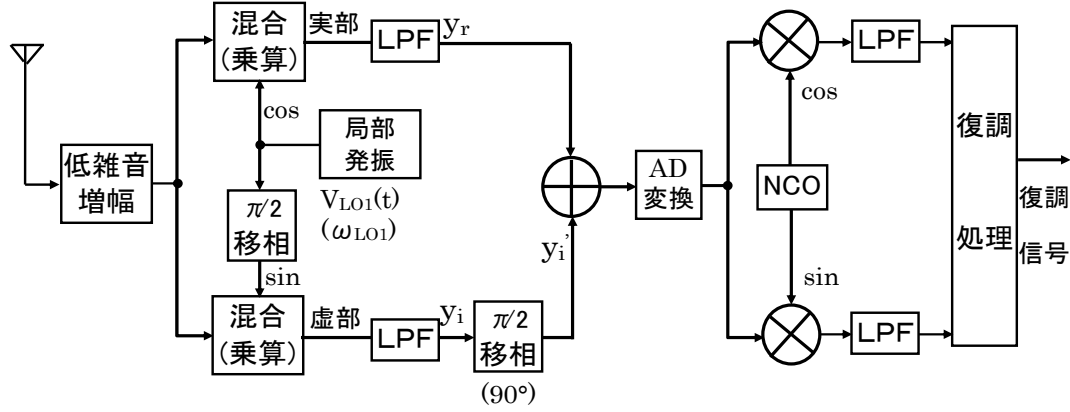 混合
(乗算)
実部
LPF
yr
cos
局部
発振
VLO1(t)
(ωLO1)
低雑音
増幅
π/2
移相
sin
混合
(乗算)
虚部
LPF
yi
π/2
移相
(90°)
yi'
AD
変換
cos
NCO
sin
LPF
LPF
復調
処理
復調
信号